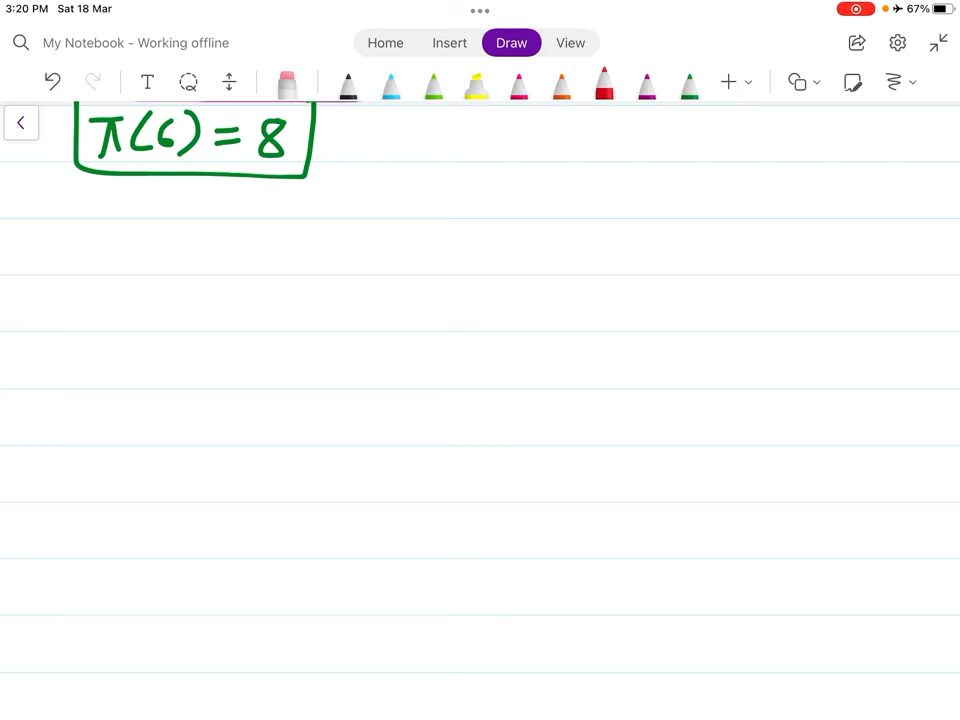 3:20 PM Sat 18 Mar
67%
My Notebook - Working offline
Home Insert Draw View
T
π(6) = 8